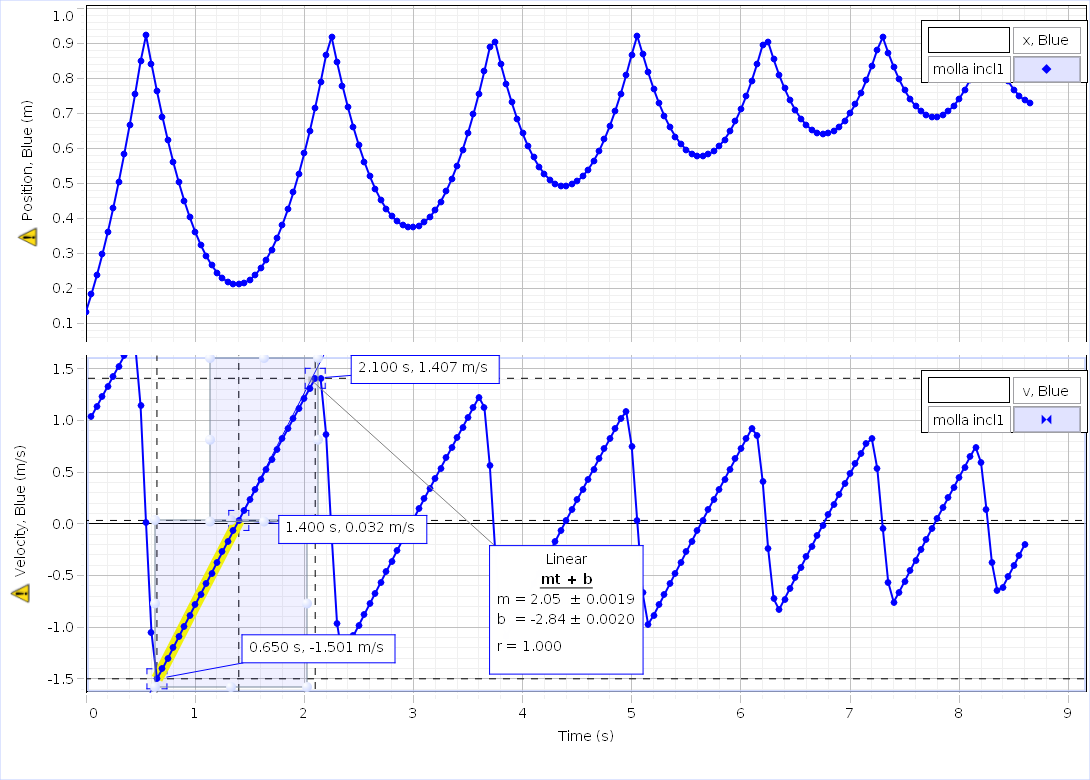 1.0
0.9
0.8
0.7
0.6
0.5
0.4
0.3
0.2
0.1
Position, Blue (m)
x, Blue
molla incl1
1.5
1.0
0.5
0.0
-0.5
-1.0
-1.5
Velocity, Blue (m/s)
v, Blue
molla incl1
2.100 s, 1.407 m/s
1.400 s, 0.032 m/s
0.650 s, -1.501 m/s
Linear
mt + b
m = 2.05 ± 0.0019
b = -2.84 ± 0.0020
r = 1.000
0 1 2 3 4 5 6 7 8 9
Time (s)